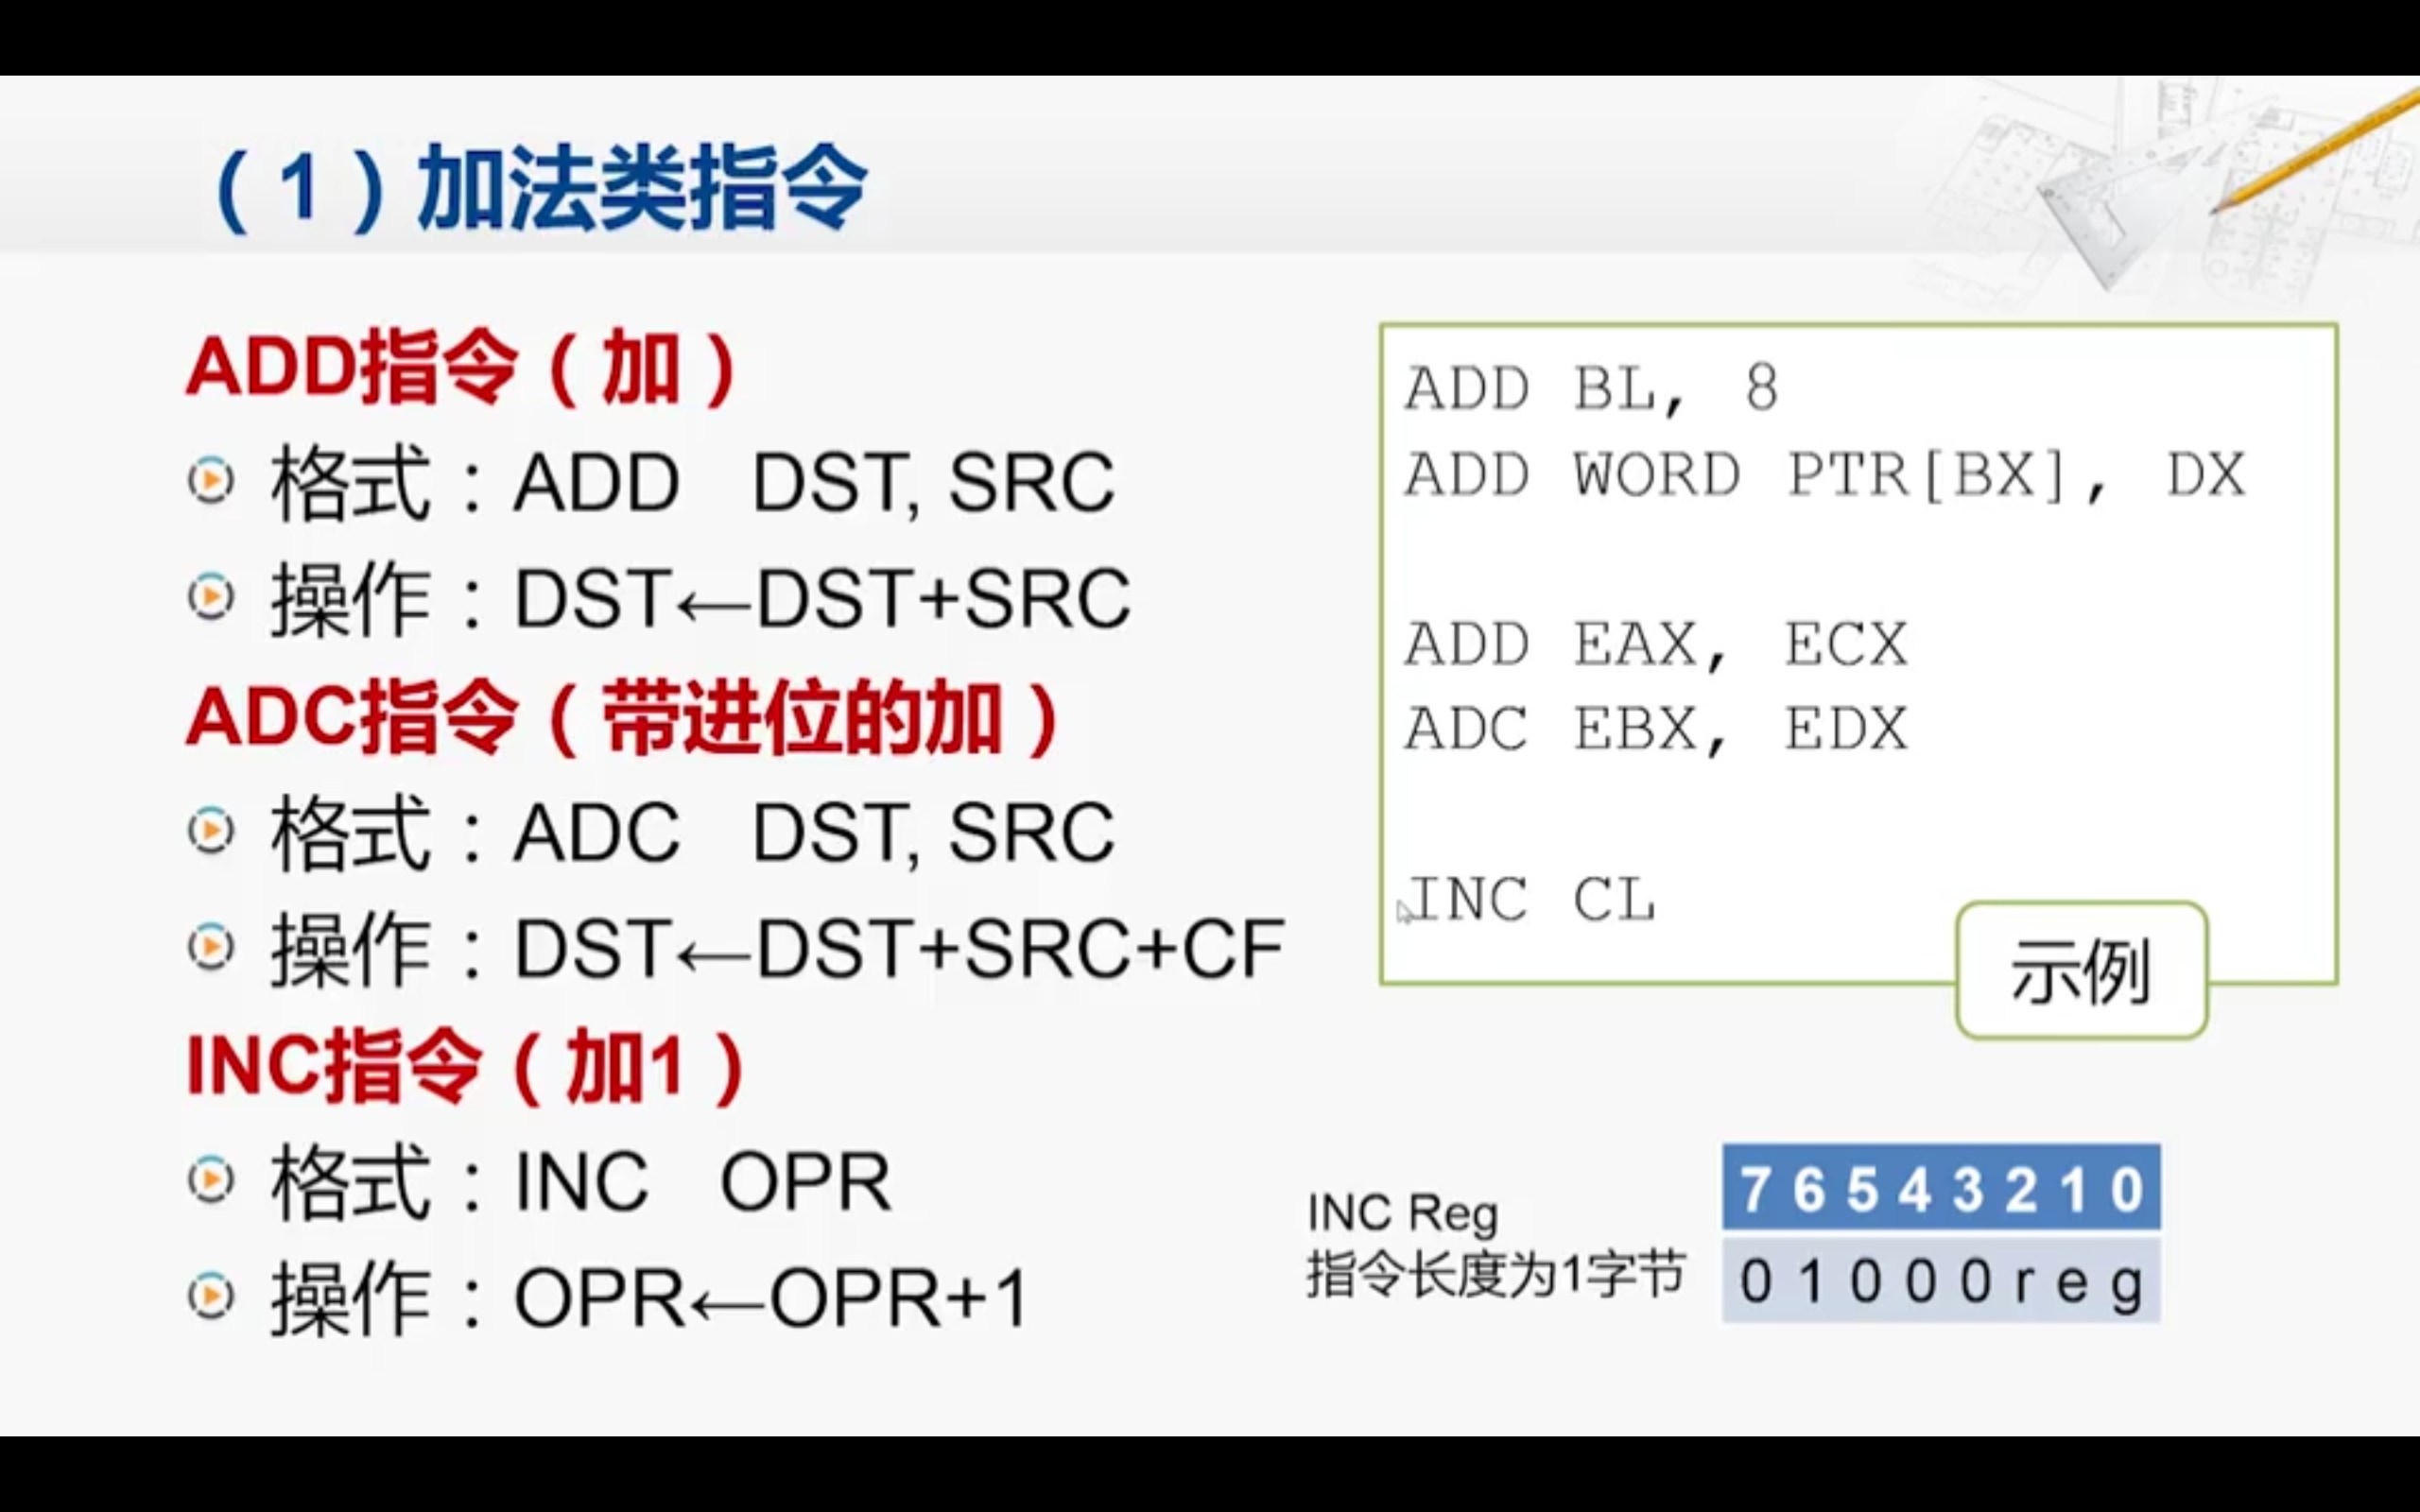 （1）加法类指令
ADD指令（加）
格式：ADD DST, SRC
操作：DST←DST+SRC
ADC指令（带进位的加）
格式：ADC DST, SRC
操作：DST←DST+SRC+CF
INC指令（加1）
格式：INC OPR
操作：OPR←OPR+1
ADD BL, 8
ADD WORD PTR[BX], DX
ADD EAX, ECX
ADC EBX, EDX
INC CL
示例
INC Reg
指令长度为1字节
7 6 5 4 3 2 1 0
0 1 0 0 0 r e g